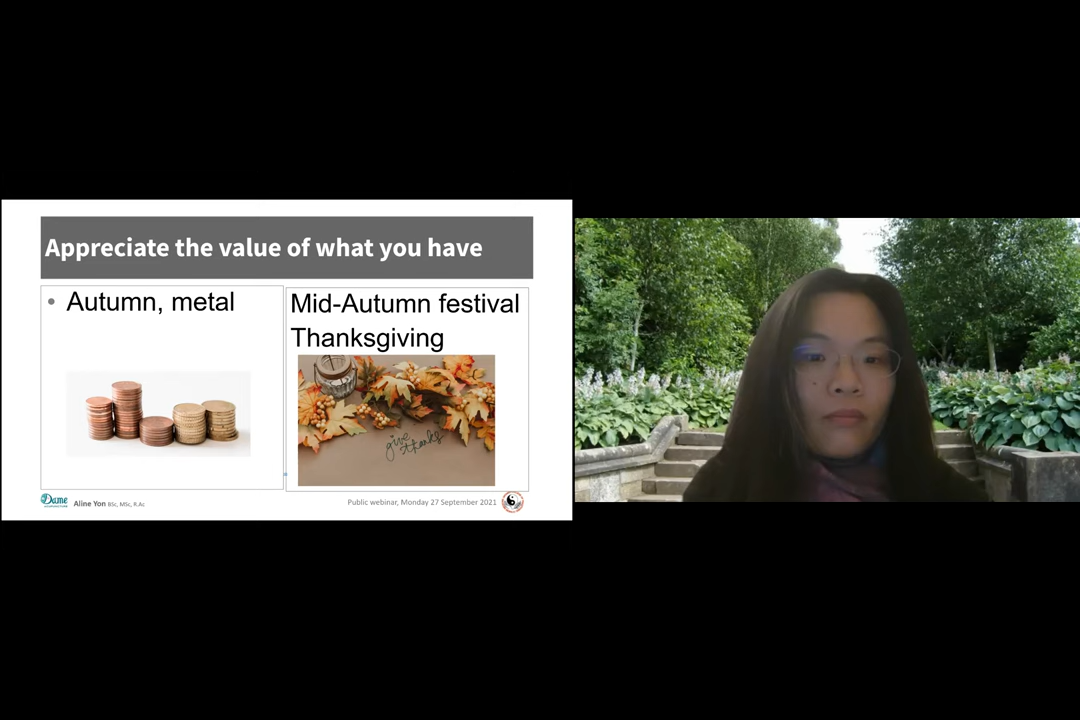 Appreciate the value of what you have
• Autumn, metal
Mid-Autumn festival
Thanksgiving
give
thanks
Dame
Aline Yon BSc, MSc, R.Ac
Public webinar, Monday 27 September 2021